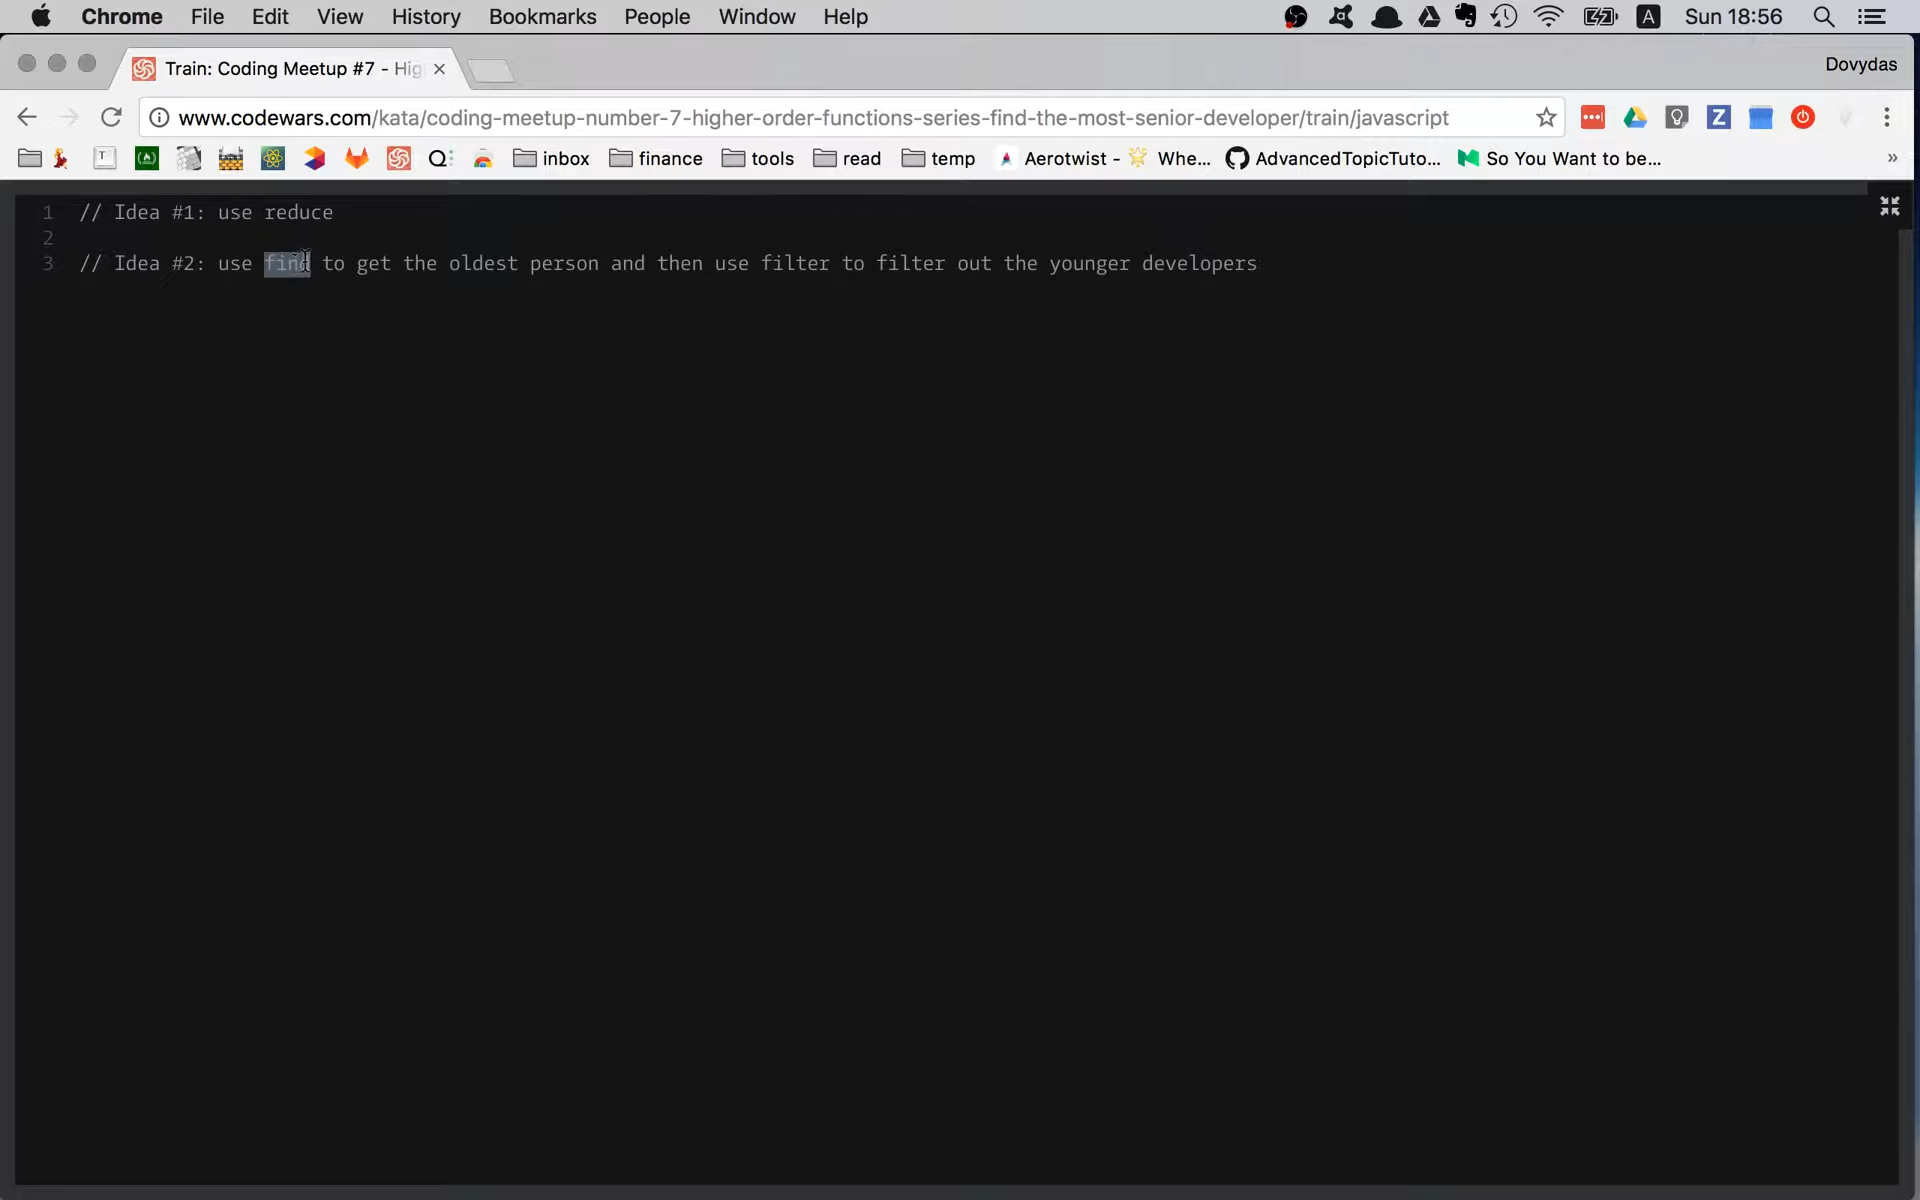 Chrome File Edit View History Bookmarks People Window Help A Sun 18:56
Train: Coding Meetup #7 - Hig
Dovydas
www.codewars.com/kata/coding-meetup-number-7-higher-order-functions-series-find-the-most-senior-developer/train/javascript
inbox finance tools read temp Aerotwist - Whe... AdvancedTopicTuto... So You Want to be... »
1 // Idea #1: use reduce
2
3 // Idea #2: use find to get the oldest person and then use filter to filter out the younger developers